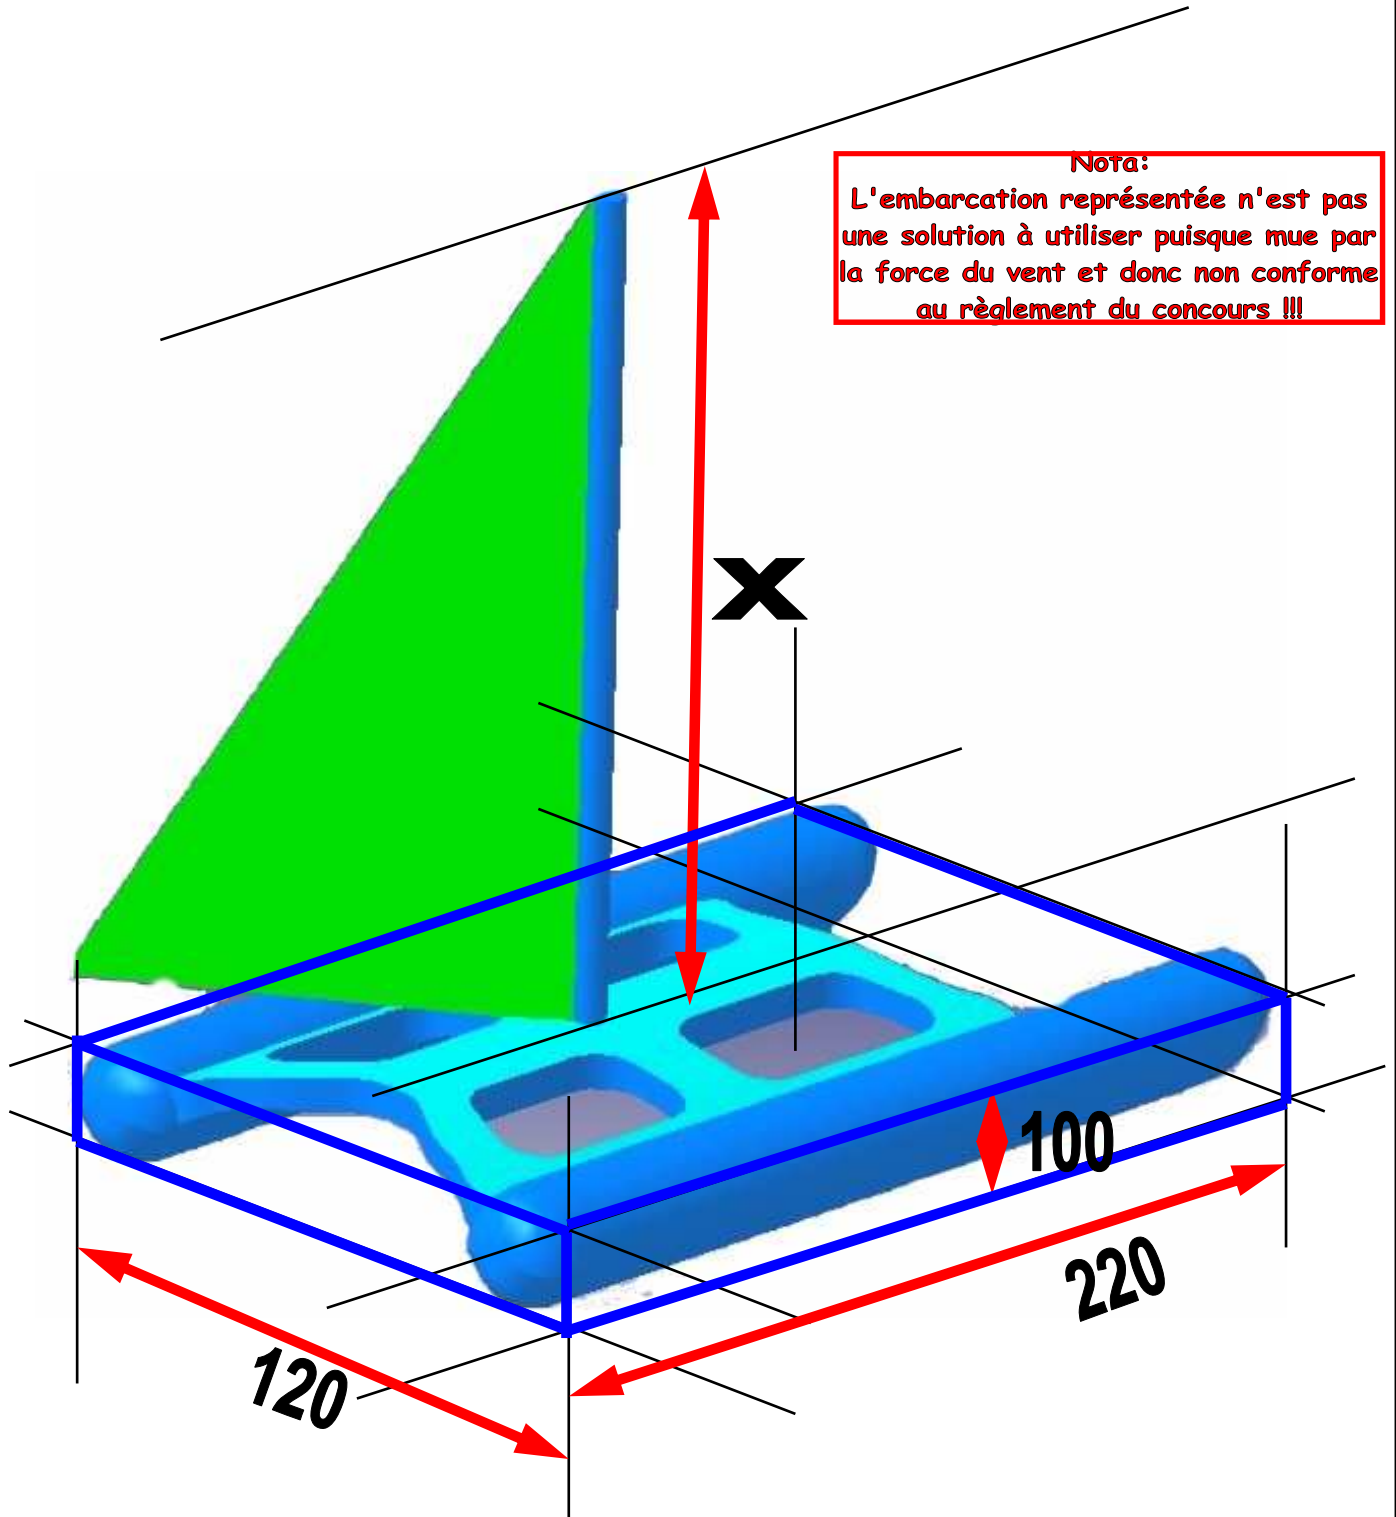 Nota:
L'embarcation représentée n'est pas
une solution à utiliser puisque mue par
la force du vent et donc non conforme
au règlement du concours !!!
X
100
220
120